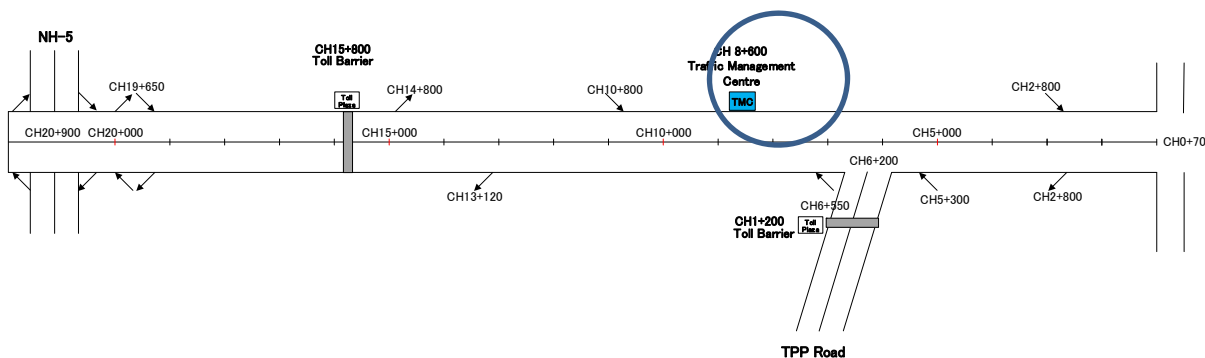 NH-5
CH15+800
Toll Barrier
CH 8+600
Traffic Management
Centre
CH19+650
Toll
Plaza
CH14+800
CH10+800
TMC
CH2+800
CH20+900
CH20+000
CH15+000
CH10+000
CH5+000
CH0+70
CH6+200
CH13+120
CH6+550
CH5+300
CH2+800
CH1+200
Toll Barrier
Toll
Plaza
TPP Road